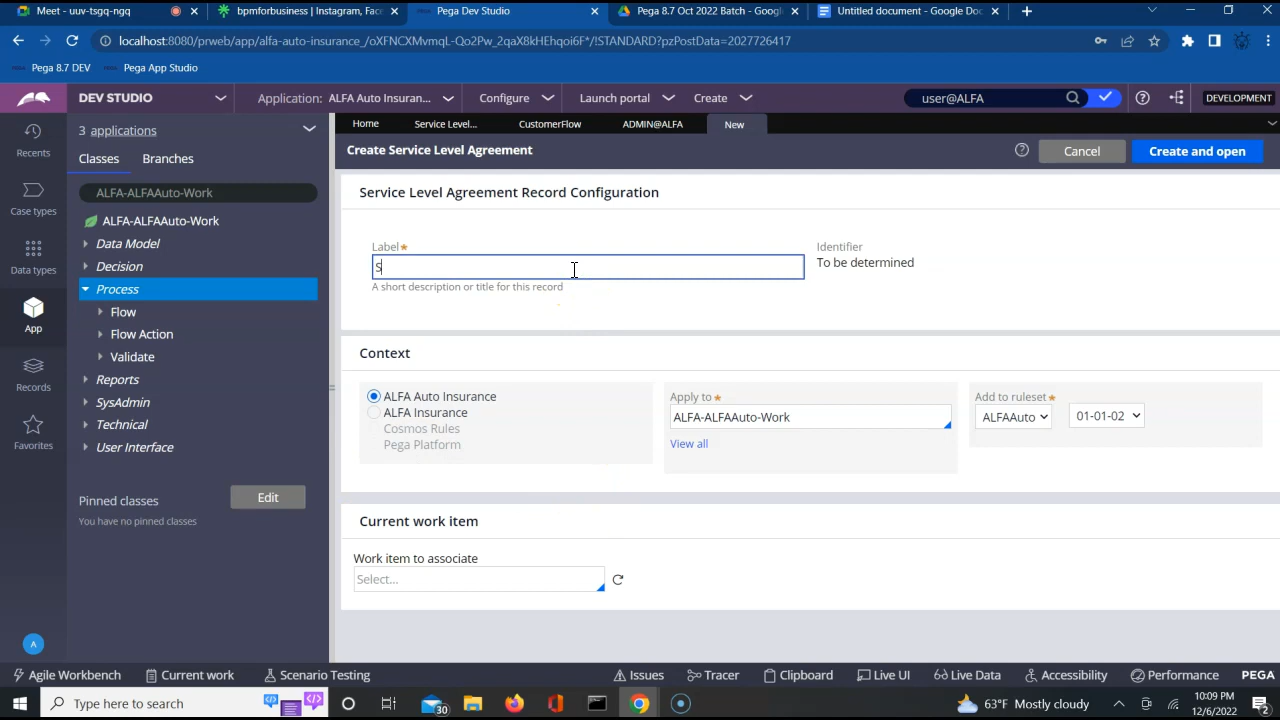 Meet - uuv-tsgq-ngq
bpmforbusiness | Instagram, Face
Pega Dev Studio
Pega 8.7 Oct 2022 Batch - Google
Untitled document - Google Doc
localhost:8080/prweb/app/alfa-auto-insurance_/oXFNCXMvmqL-Qo2Pw_2qaX8kHEhqoi6F*/!STANDARD?pzPostData=2027726417
Pega 8.7 DEV
Pega App Studio
DEV STUDIO
Application: ALFA Auto Insuran...
Configure
Launch portal
Create
user@ALFA
DEVELOPMENT
3 applications
Home
Service Level...
CustomerFlow
ADMIN@ALFA
New
Recents
Classes
Branches
Create Service Level Agreement
Cancel
Create and open
Case types
ALFA-ALFAAuto-Work
ALFA-ALFAAuto-Work
Data Model
Decision
Process
Flow
Flow Action
Validate
Reports
SysAdmin
Technical
User Interface
Data types
App
Records
Favorites
Service Level Agreement Record Configuration
Label★
Identifier
S
To be determined
A short description or title for this record
Context
ALFA Auto Insurance
ALFA Insurance
Cosmos Rules
Pega Platform
Apply to ★
ALFA-ALFAAuto-Work
View all
Add to ruleset ★
ALFAAuto
01-01-02
Pinned classes
Edit
You have no pinned classes
Current work item
Work item to associate
Select...
A
Agile Workbench
Current work
Scenario Testing
Issues
Tracer
Clipboard
Live UI
Live Data
Accessibility
Performance
PEGA
Type here to search
30
63°F Mostly cloudy
10:09 PM
12/6/2022
2